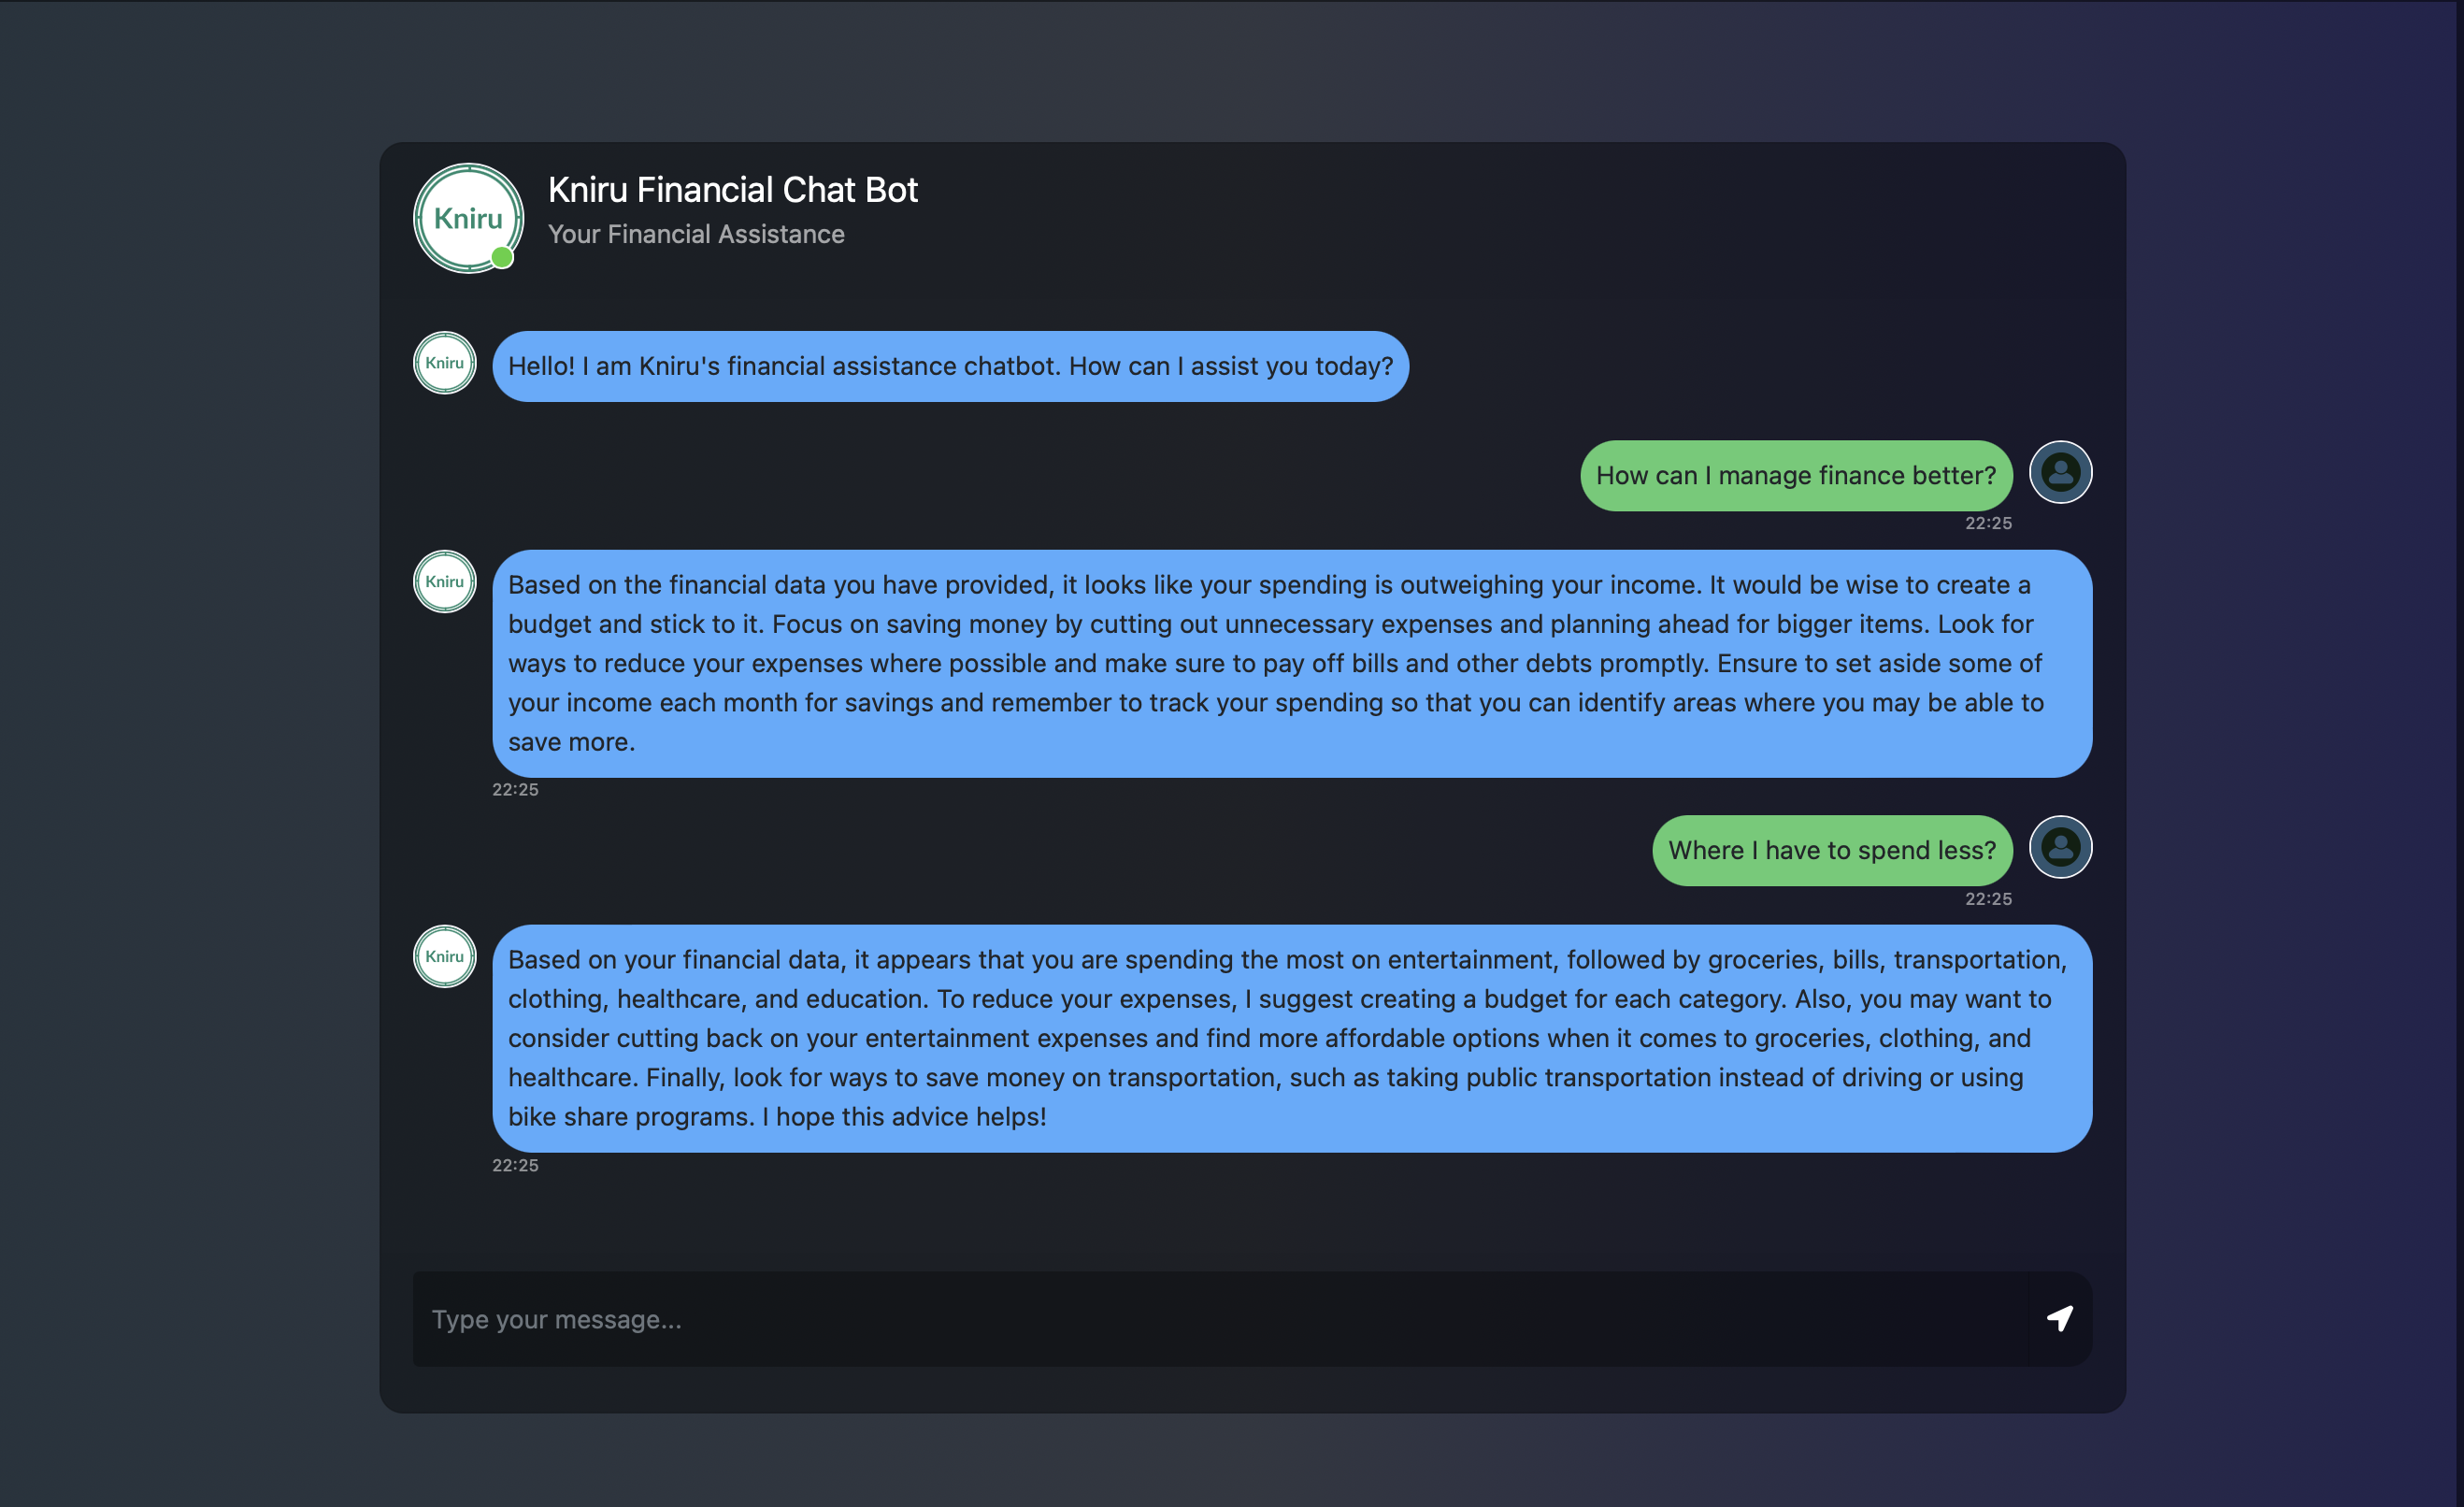 Kniru
Kniru Financial Chat Bot
Your Financial Assistance
Kniru
Hello! I am Kniru's financial assistance chatbot. How can I assist you today?
How can I manage finance better?
22:25
Kniru
Based on the financial data you have provided, it looks like your spending is outweighing your income. It would be wise to create a
budget and stick to it. Focus on saving money by cutting out unnecessary expenses and planning ahead for bigger items. Look for
ways to reduce your expenses where possible and make sure to pay off bills and other debts promptly. Ensure to set aside some of
your income each month for savings and remember to track your spending so that you can identify areas where you may be able to
save more.
22:25
Where I have to spend less?
22:25
Kniru
Based on your financial data, it appears that you are spending the most on entertainment, followed by groceries, bills, transportation,
clothing, healthcare, and education. To reduce your expenses, I suggest creating a budget for each category. Also, you may want to
consider cutting back on your entertainment expenses and find more affordable options when it comes to groceries, clothing, and
healthcare. Finally, look for ways to save money on transportation, such as taking public transportation instead of driving or using
bike share programs. I hope this advice helps!
22:25
Type your message...